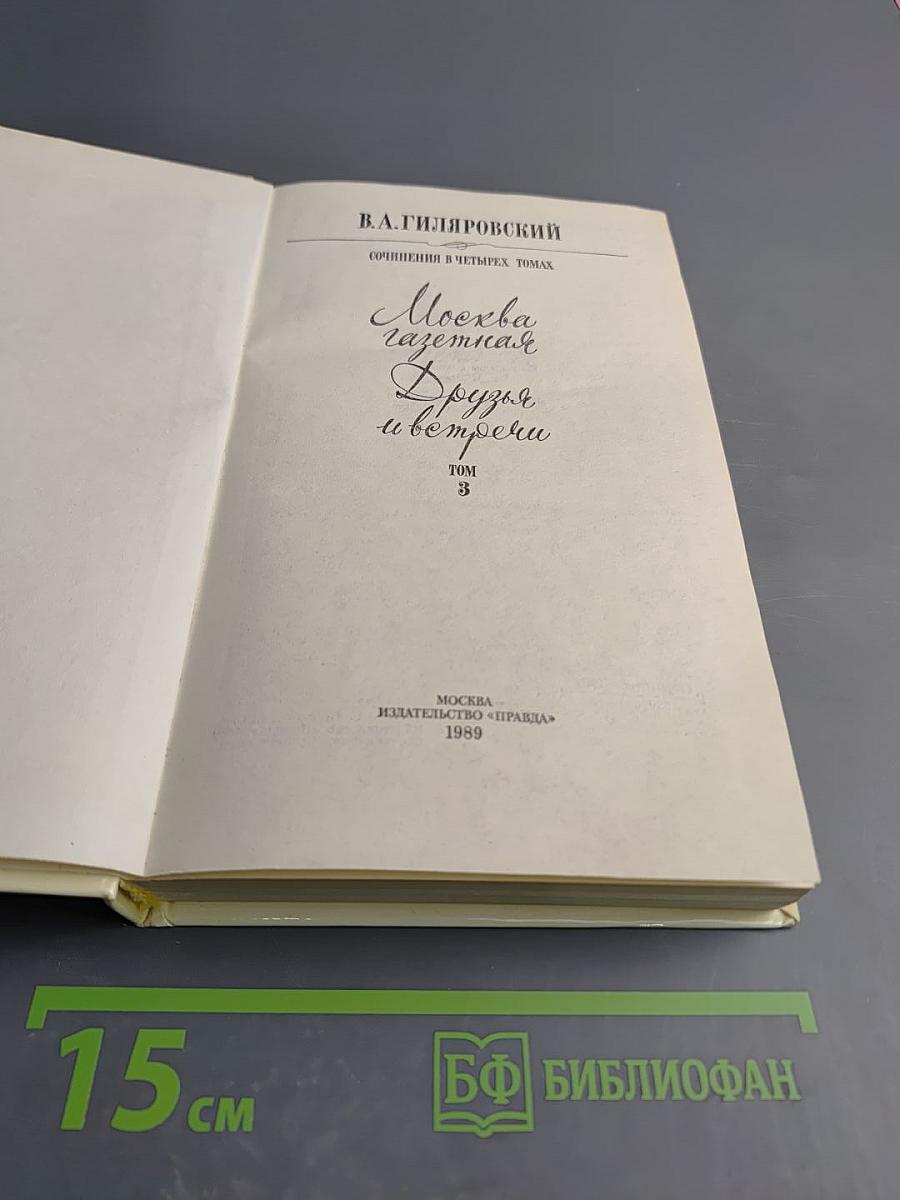 В.А.ГИЛЯРОВСКИЙ
СОЧИНЕНИЯ В ЧЕТЫРЕХ ТОМАХ
Москва
газетная
Друзья
и встречи
ТОМ
3
МОСКВА
ИЗДАТЕЛЬСТВО «ПРАВДА»
1989
15 см
БФ БИБЛИОФАН